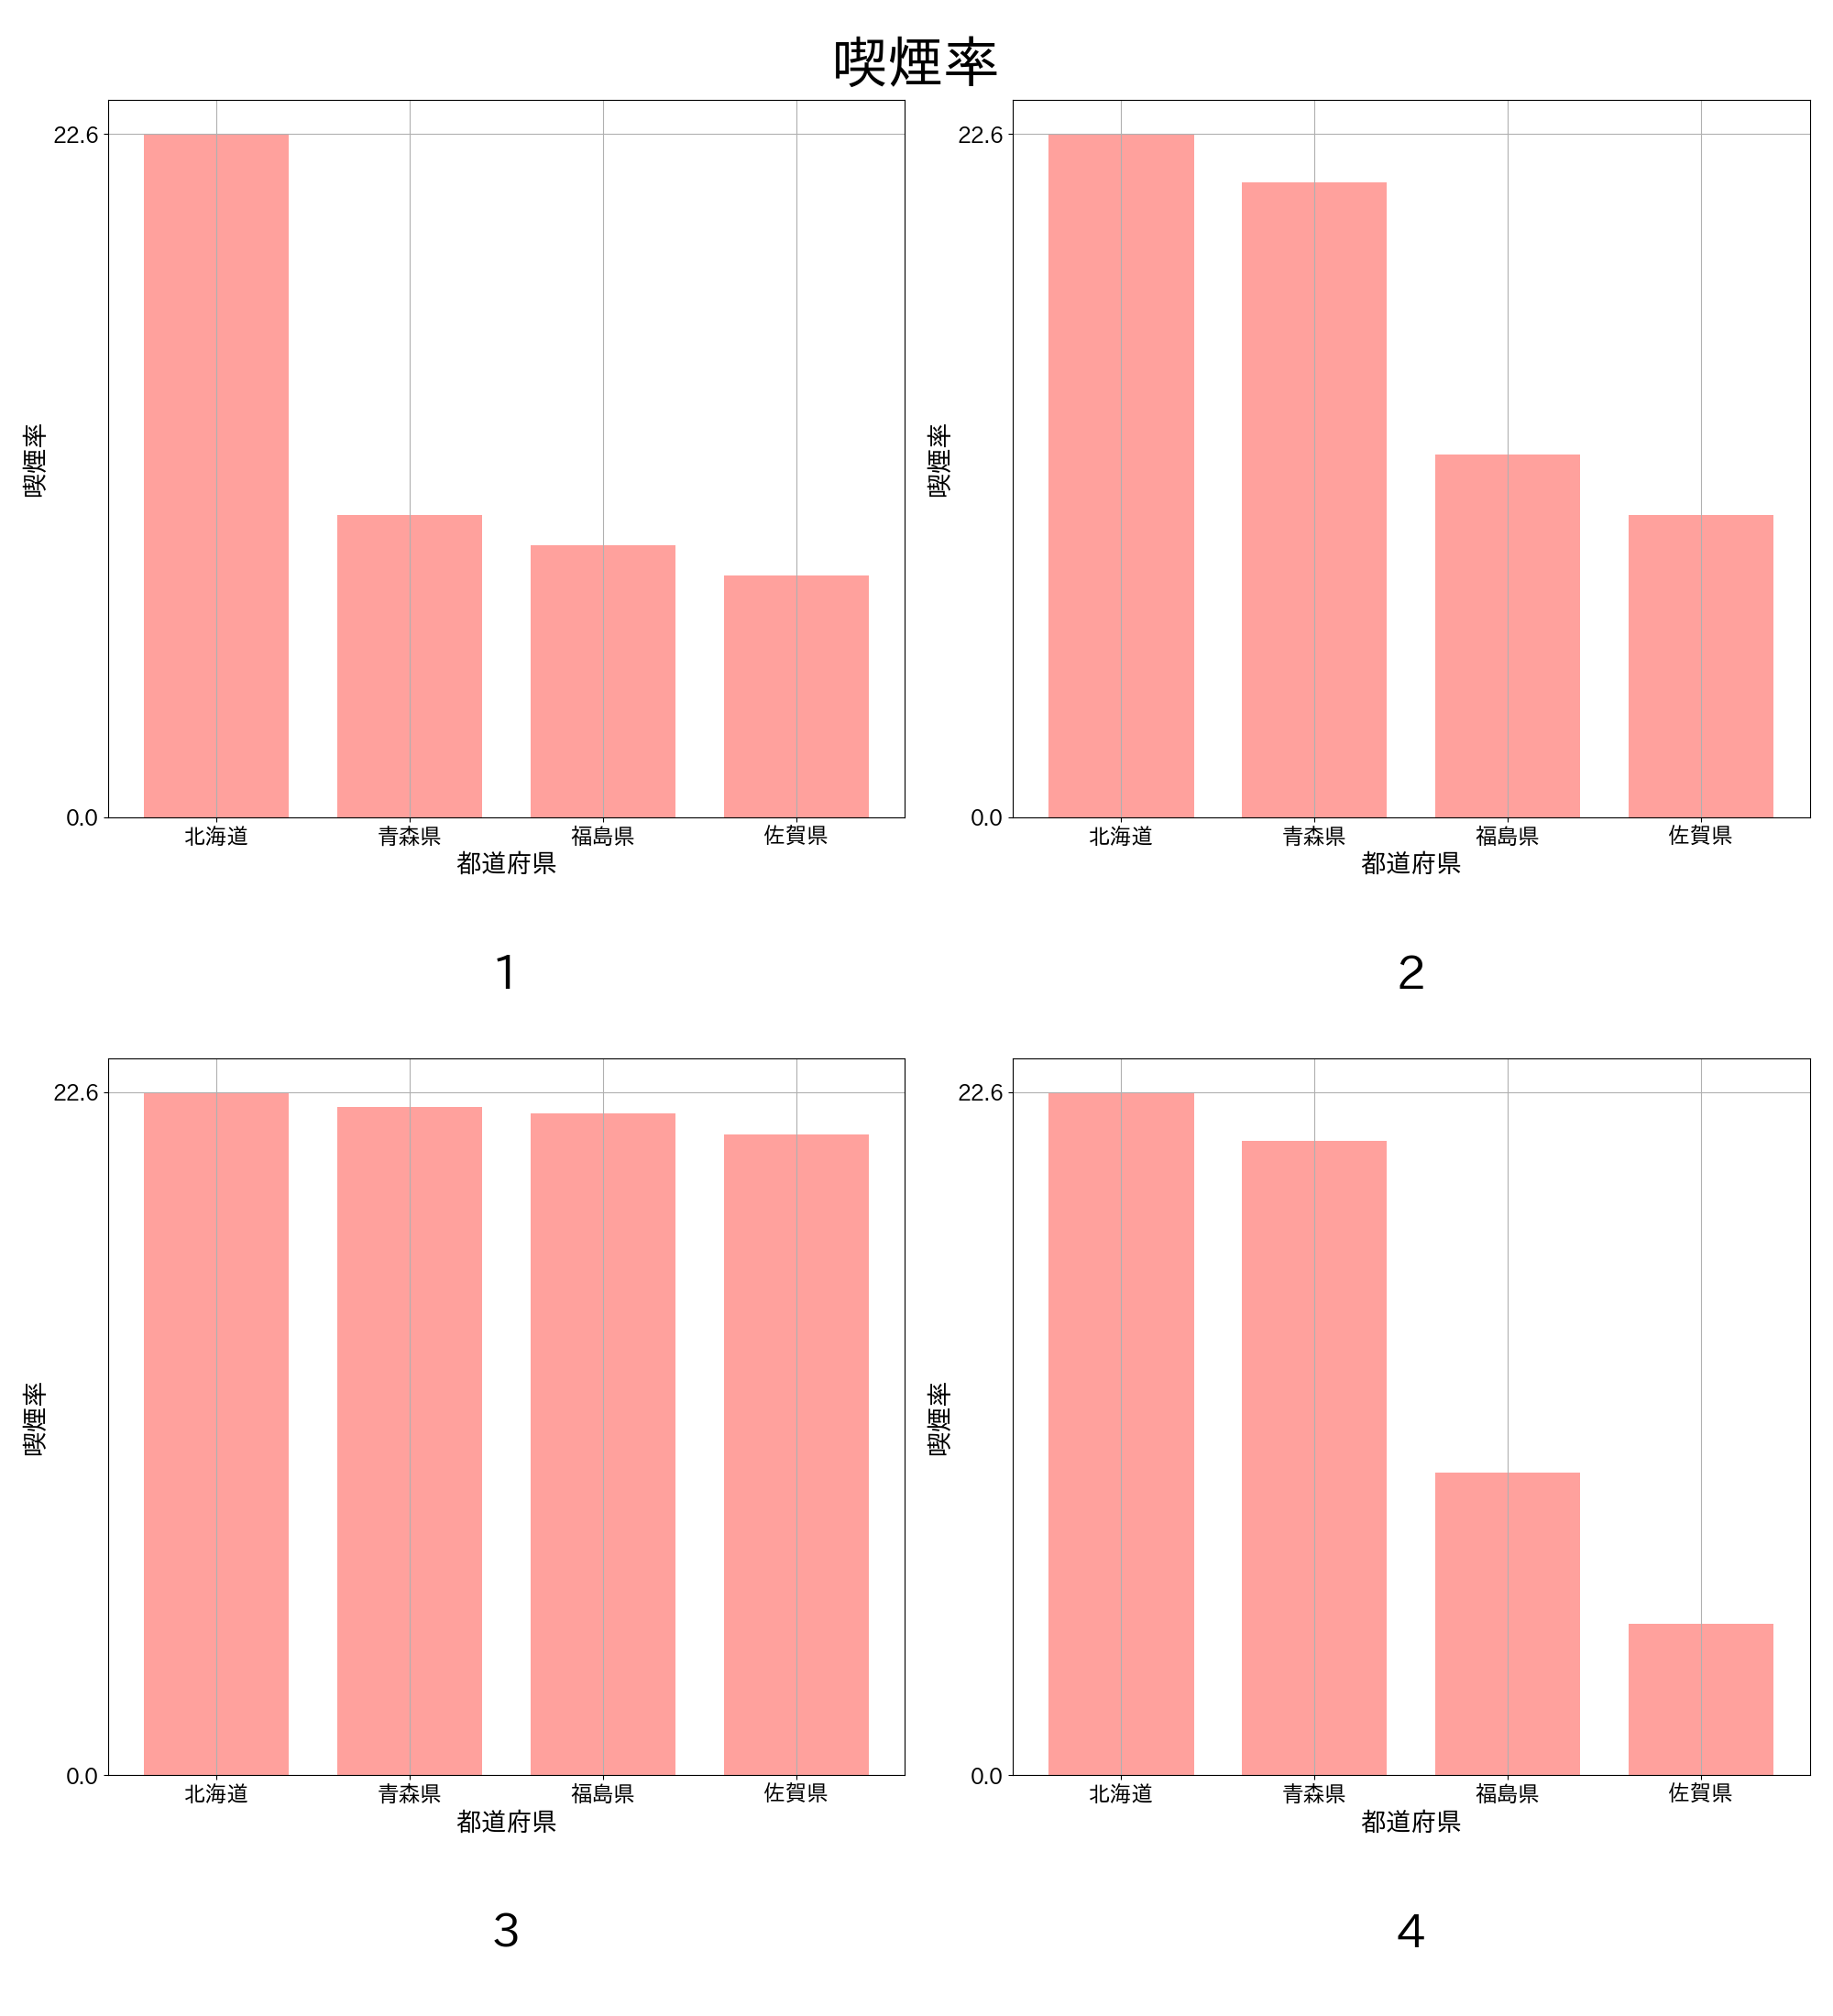 喫煙率
22.6
喫煙率
0.0
北海道 青森県 福島県 佐賀県
都道府県
1
22.6
喫煙率
0.0
北海道 青森県 福島県 佐賀県
都道府県
2
22.6
喫煙率
0.0
北海道 青森県 福島県 佐賀県
都道府県
3
22.6
喫煙率
0.0
北海道 青森県 福島県 佐賀県
都道府県
4